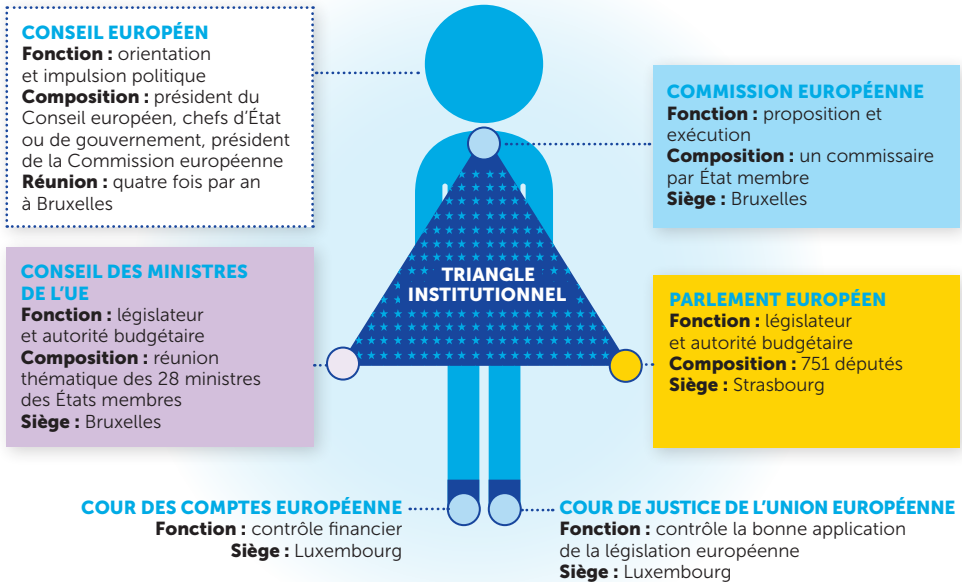 CONSEIL EUROPÉEN
Fonction : orientation
et impulsion politique
Composition : président du
Conseil européen, chefs d'État
ou de gouvernement, président
de la Commission européenne
Réunion : quatre fois par an
à Bruxelles
COMMISSION EUROPÉENNE
Fonction : proposition et
exécution
Composition : un commissaire
par État membre
Siège : Bruxelles
CONSEIL DES MINISTRES
DE L'UE
Fonction : législateur
et autorité budgétaire
Composition : réunion
thématique des 28 ministres
des États membres
Siège : Bruxelles
TRIANGLE
INSTITUTIONNEL
PARLEMENT EUROPÉEN
Fonction : législateur
et autorité budgétaire
Composition : 751 députés
Siège : Strasbourg
COUR DES COMPTES EUROPÉENNE
Fonction : contrôle financier
Siège : Luxembourg
COUR DE JUSTICE DE L'UNION EUROPÉENNE
Fonction : contrôle la bonne application
de la législation européenne
Siège : Luxembourg